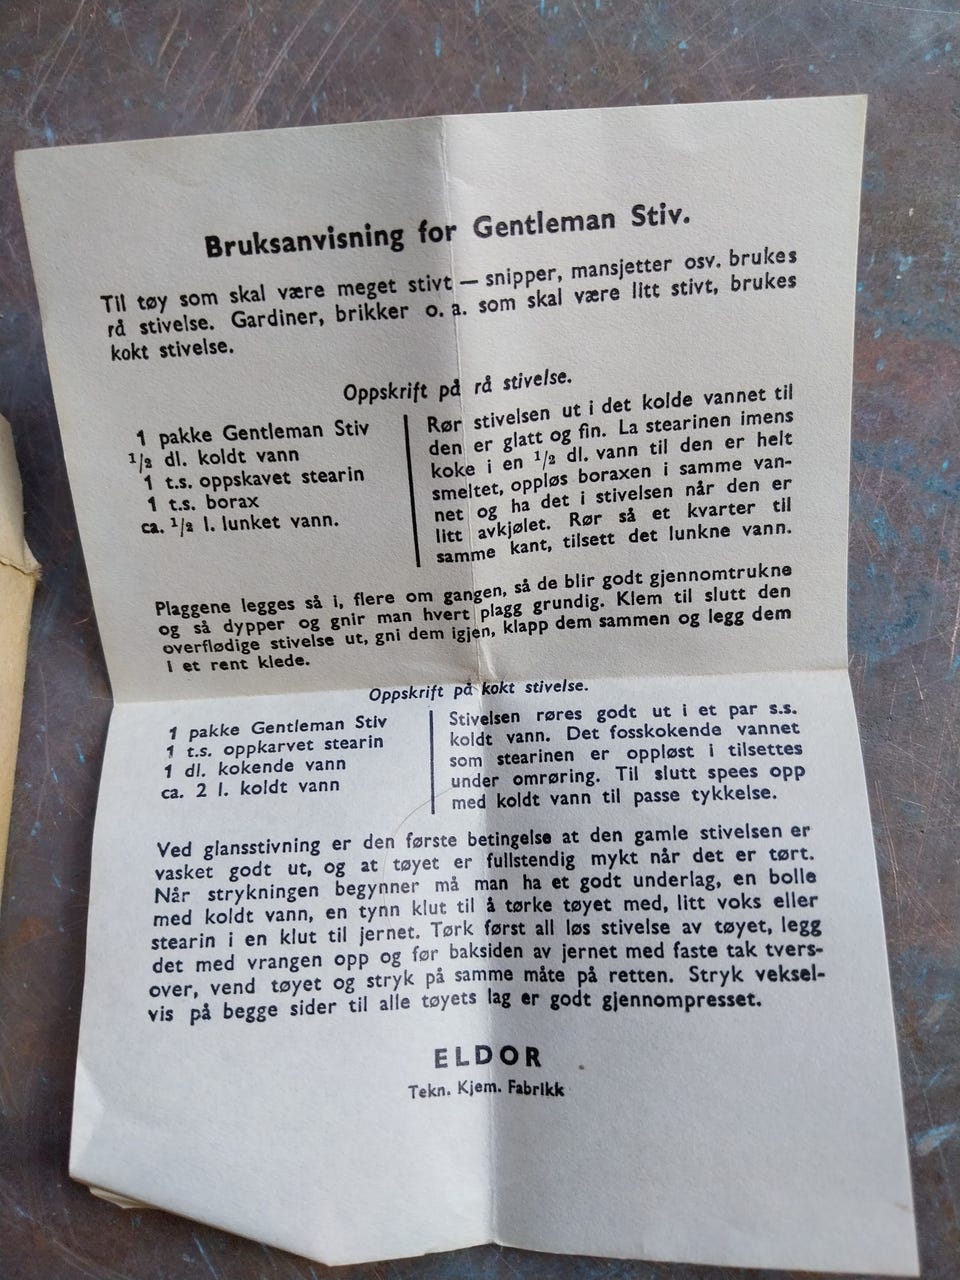 Bruksanvisning for Gentleman Stiv.
Til tøy som skal være meget stivt — snipper, mansjetter osv. brukes
rå stivelse. Gardiner, brikker o. a. som skal være litt stivt, brukes
kokt stivelse.
Oppskrift på rå stivelse.
1 pakke Gentleman Stiv
1/2 dl. koldt vann
1 t.s. oppskavet stearin
1 t.s. borax
ca. 1/2 l. lunket vann.
Rør stivelsen ut i det kolde vannet til
den er glatt og fin. La stearinen imens
koke i en 1/2 dl. vann til den er helt
smeltet, oppløs boraxen i samme van-
net og ha det i stivelsen når den er
litt avkjølet. Rør så et kvarter til
samme kant, tilsett det lunkne vann.
Plaggene legges så i, flere om gangen, så de blir godt gjennomtrukne
og så dypper og gnir man hvert plagg grundig. Klem til slutt den
overflødige stivelse ut, gni dem igjen, klapp dem sammen og legg dem
i et rent klede.
Oppskrift på kokt stivelse.
1 pakke Gentleman Stiv
1 t.s. oppkarvet stearin
1 dl. kokende vann
ca. 2 l. koldt vann
Stivelsen røres godt ut i et par s.s.
koldt vann. Det fosskokende vannet
som stearinen er oppløst i tilsettes
under omrøring. Til slutt spees opp
med koldt vann til passe tykkelse.
Ved glansstivning er den første betingelse at den gamle stivelsen er
vasket godt ut, og at tøyet er fullstendig mykt når det er tørt.
Når strykningen begynner må man ha et godt underlag, en bolle
med koldt vann, en tynn klut til å tørke tøyet med, litt voks eller
stearin i en klut til jernet. Tørk først all løs stivelse av tøyet, legg
det med vrangen opp og før baksiden av jernet med faste tak tvers-
over, vend tøyet og stryk på samme måte på retten. Stryk veksel-
vis på begge sider til alle tøyets lag er godt gjennompresset.
ELDOR
Tekn. Kjem. Fabrikk